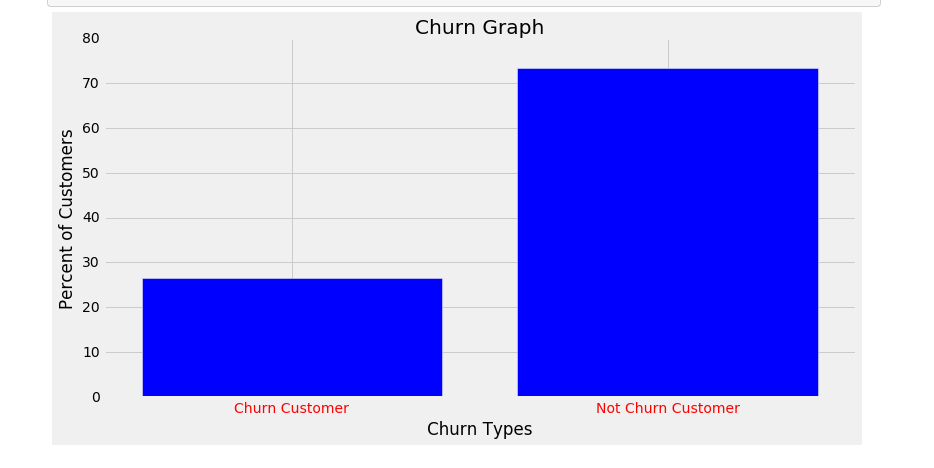 Churn Graph
80
70
60
50
40
30
20
10
0
Percent of Customers
Churn Customer
Not Churn Customer
Churn Types